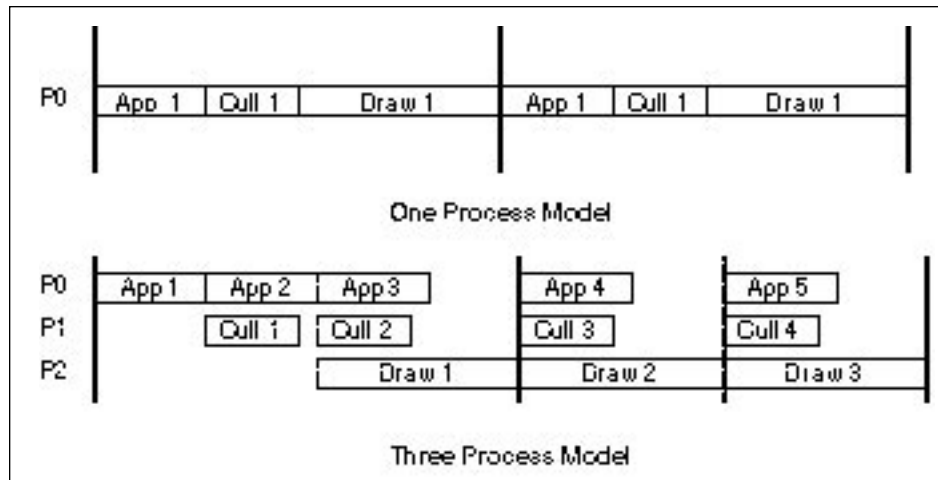 P0 App 1 Cull 1 Draw 1 App 1 Cull 1 Draw 1
One Process Model
P0 App 1 App 2 App 3 App 4 App 5
P1 Cull 1 Cull 2 Cull 3 Cull 4
P2 Draw 1 Draw 2 Draw 3
Three Process Model